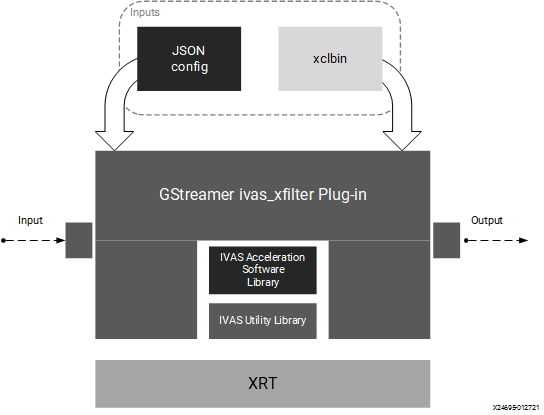 Inputs
JSON
config
xclbin
GStreamer ivas_xfilter Plug-in
Input
Output
IVAS Acceleration
Software
Library
IVAS Utility Library
XRT
X24695-012721